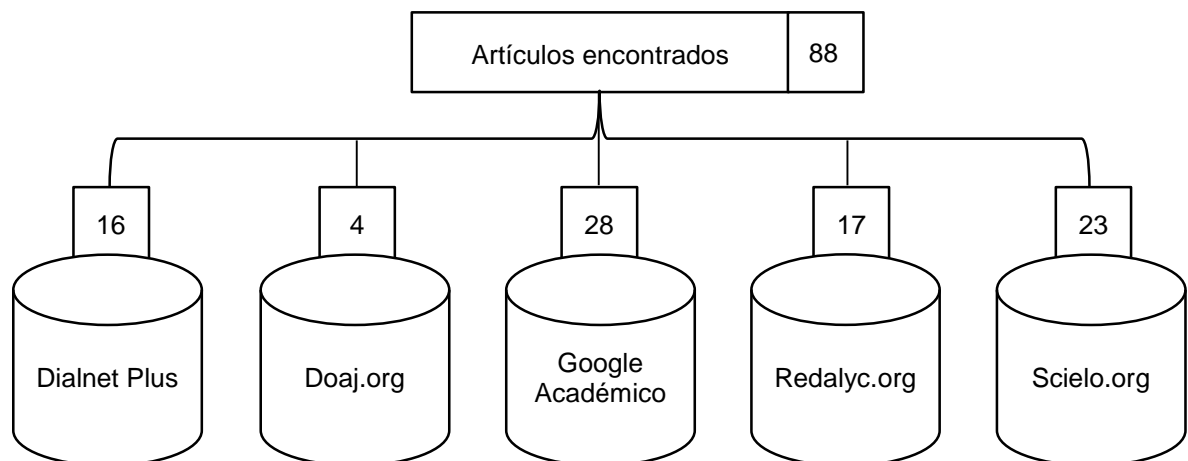 Artículos encontrados 88
16 4 28 17 23
Dialnet Plus
Doaj.org
Google
Académico
Redalyc.org
Scielo.org